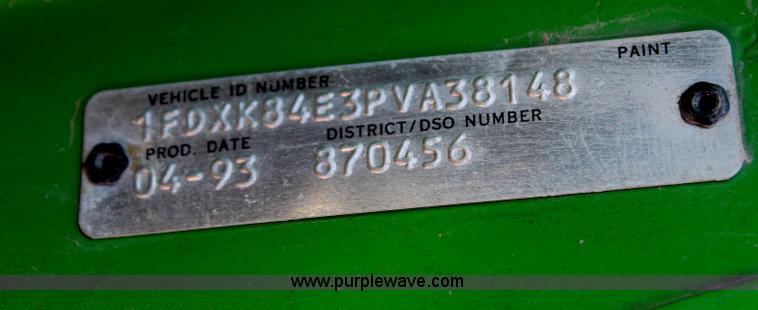 PAINT
VEHICLE ID NUMBER
1FDXK84E3PVA38148
PROD. DATE DISTRICT/DSO NUMBER
04-93 870456
www.purplewave.com